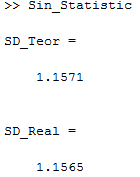 >> Sin_Statistic
SD_Teor =
1.1571
SD_Real =
1.1565